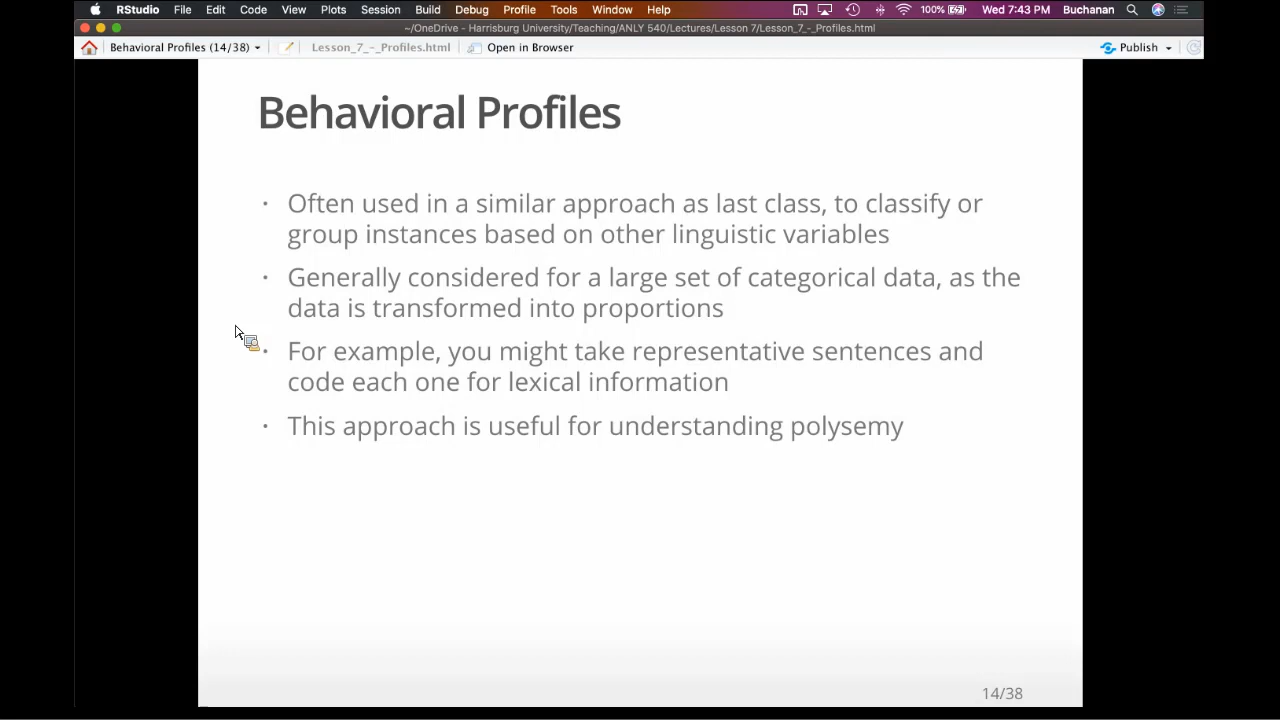 RStudio File Edit Code View Plots Session Build Debug Profile Tools Window Help 100% Wed 7:43 PM Buchanan
~/OneDrive - Harrisburg University/Teaching/ANLY 540/Lectures/Lesson 7/Lesson_7_-_Profiles.html
Behavioral Profiles (14/38) Lesson_7_-_Profiles.html Open in Browser Publish
Behavioral Profiles
• Often used in a similar approach as last class, to classify or
group instances based on other linguistic variables
• Generally considered for a large set of categorical data, as the
data is transformed into proportions
• For example, you might take representative sentences and
code each one for lexical information
• This approach is useful for understanding polysemy
14/38